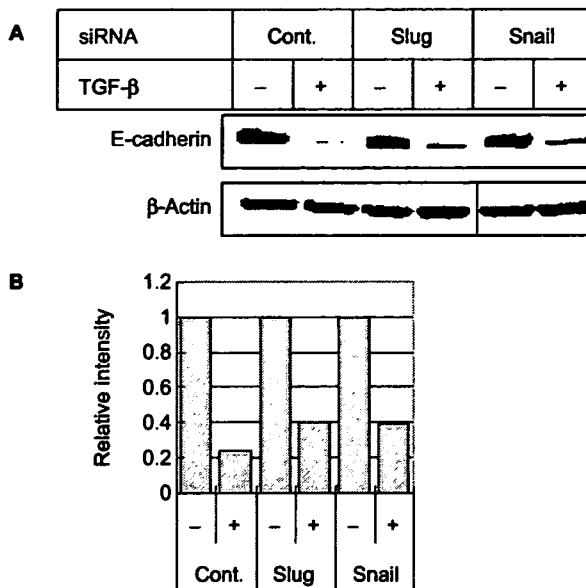 A
siRNA Cont. Slug Snail
TGF-β – + – + – +
E-cadherin
β-Actin
B
Relative intensity
1.2
1
0.8
0.6
0.4
0.2
0
– + – + – +
Cont. Slug Snail